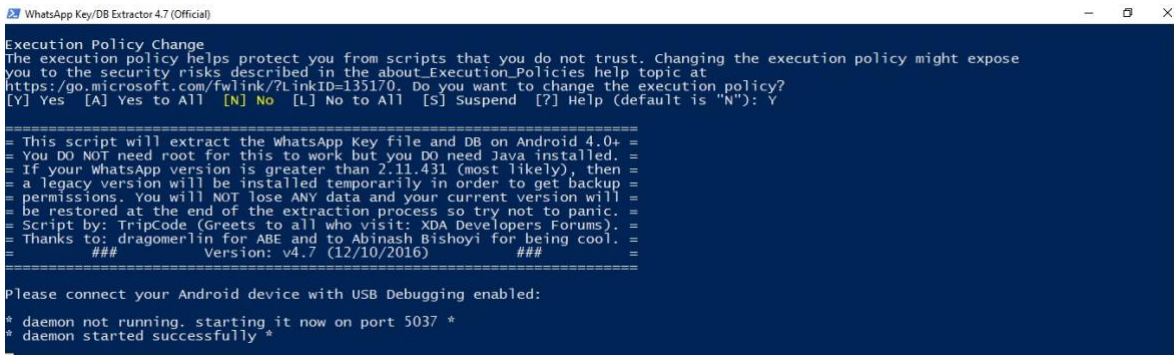 WhatsApp Key/DB Extractor 4.7 (Official)
Execution Policy Change
The execution policy helps protect you from scripts that you do not trust. Changing the execution policy might expose
you to the security risks described in the about_Execution_Policies help topic at
https:/go.microsoft.com/fwlink/?LinkID=135170. Do you want to change the execution policy?
[Y] Yes [A] Yes to All [N] No [L] No to All [S] Suspend [?] Help (default is "N"): Y
=========================================================================
= This script will extract the WhatsApp Key file and DB on Android 4.0+ =
= You DO NOT need root for this to work but you DO need Java installed. =
= If your WhatsApp version is greater than 2.11.431 (most likely), then =
= a legacy version will be installed temporarily in order to get backup =
= permissions. You will NOT lose ANY data and your current version will =
= be restored at the end of the extraction process so try not to panic. =
= Script by: TripCode (Greets to all who visit: XDA Developers Forums). =
= Thanks to: dragomerlin for ABE and to Abinash Bishoyi for being cool. =
= ### Version: v4.7 (12/10/2016) ### =
=========================================================================
Please connect your Android device with USB Debugging enabled:
* daemon not running. starting it now on port 5037 *
* daemon started successfully *